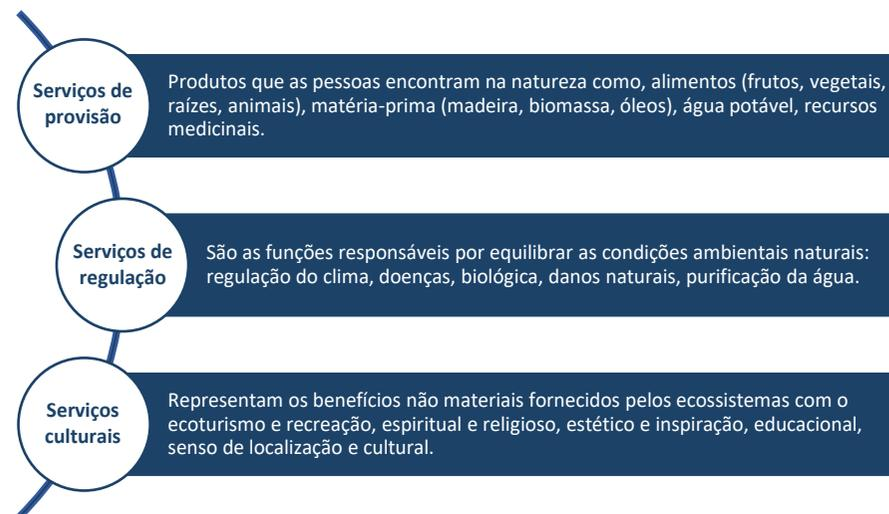 Serviços de
provisão
Produtos que as pessoas encontram na natureza como, alimentos (frutos, vegetais,
raízes, animais), matéria-prima (madeira, biomassa, óleos), água potável, recursos
medicinais.
Serviços de
regulação
São as funções responsáveis por equilibrar as condições ambientais naturais:
regulação do clima, doenças, biológica, danos naturais, purificação da água.
Serviços
culturais
Representam os benefícios não materiais fornecidos pelos ecossistemas com o
ecoturismo e recreação, espiritual e religioso, estético e inspiração, educacional,
senso de localização e cultural.